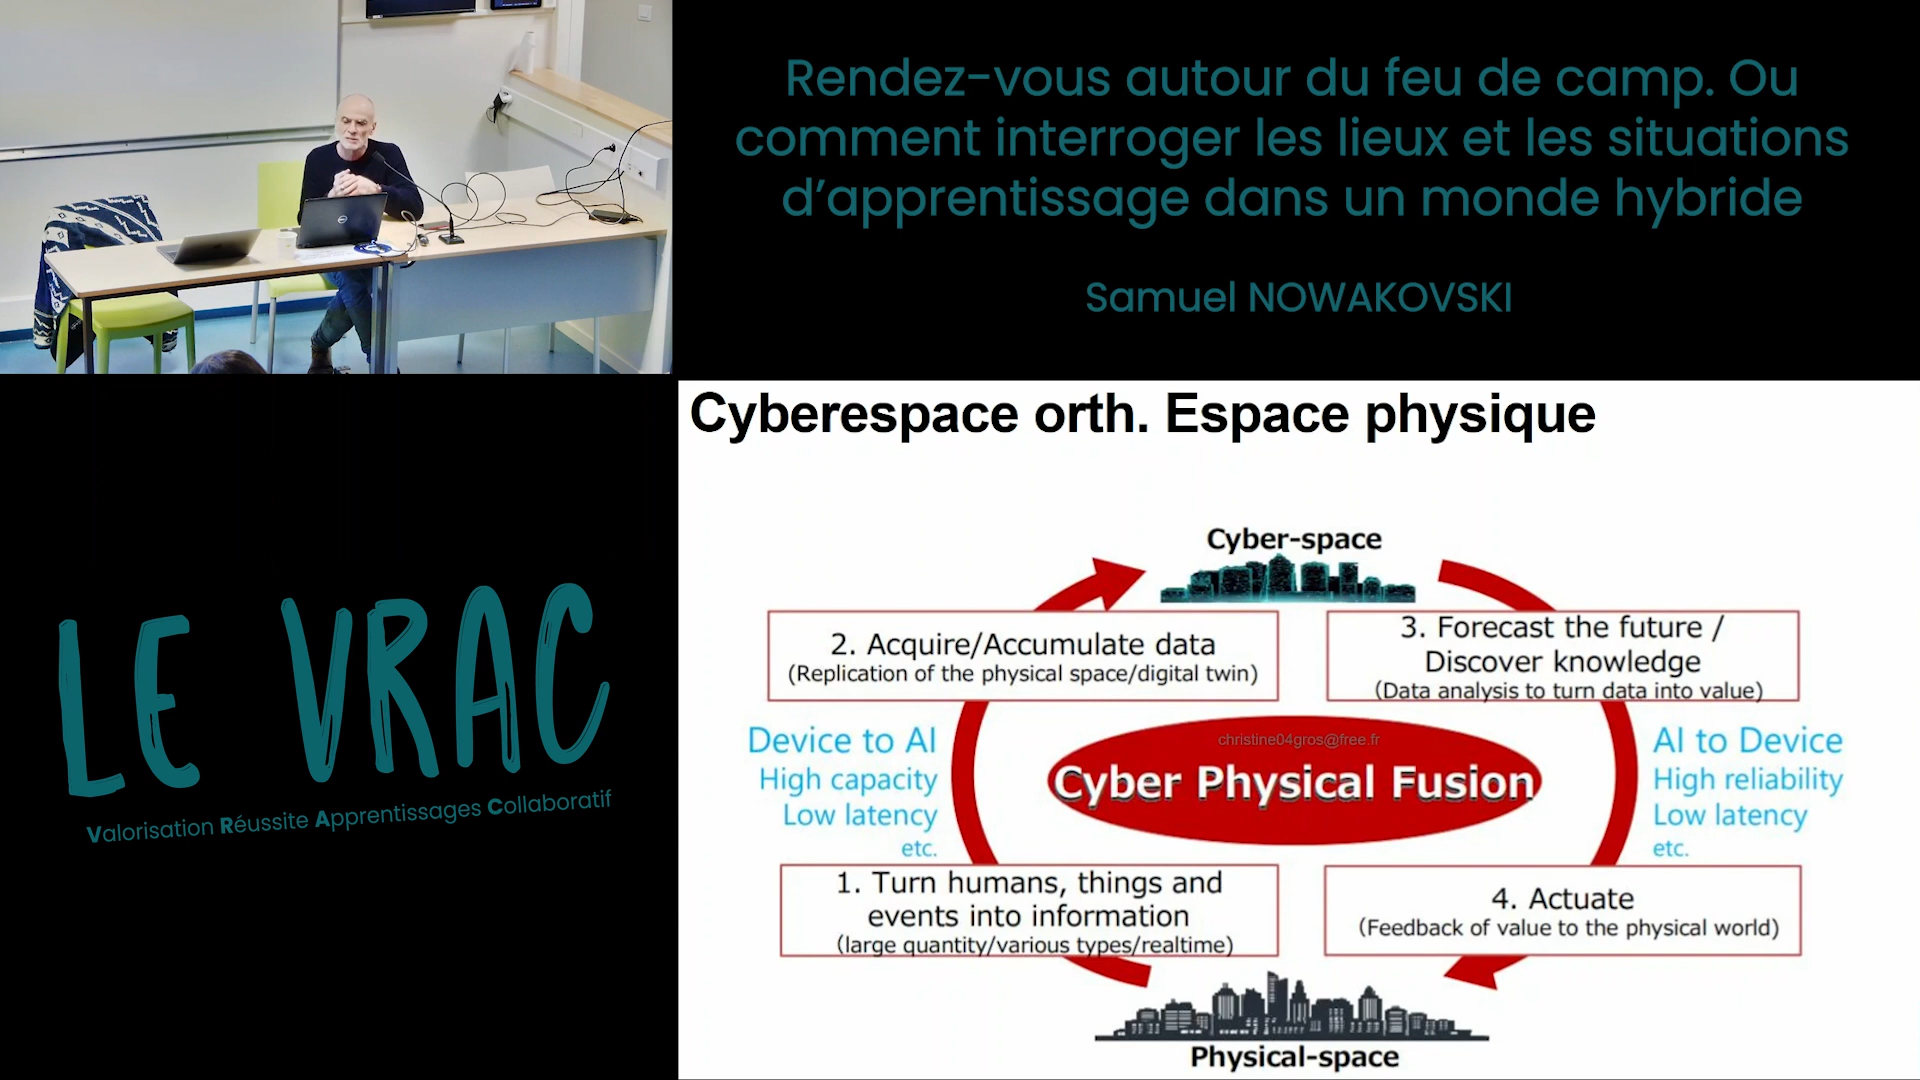 Rendez-vous autour du feu de camp. Ou
comment interroger les lieux et les situations
d’apprentissage dans un monde hybride
Samuel NOWAKOVSKI
LE VRAC
Valorisation Réussite Apprentissages Collaboratif
Cyberespace orth. Espace physique
Cyber-space
2. Acquire/Accumulate data
(Replication of the physical space/digital twin)
3. Forecast the future /
Discover knowledge
(Data analysis to turn data into value)
Device to AI
High capacity
Low latency
etc.
christine04gros@free.fr
Cyber Physical Fusion
AI to Device
High reliability
Low latency
etc.
1. Turn humans, things and
events into information
(large quantity/various types/realtime)
4. Actuate
(Feedback of value to the physical world)
Physical-space